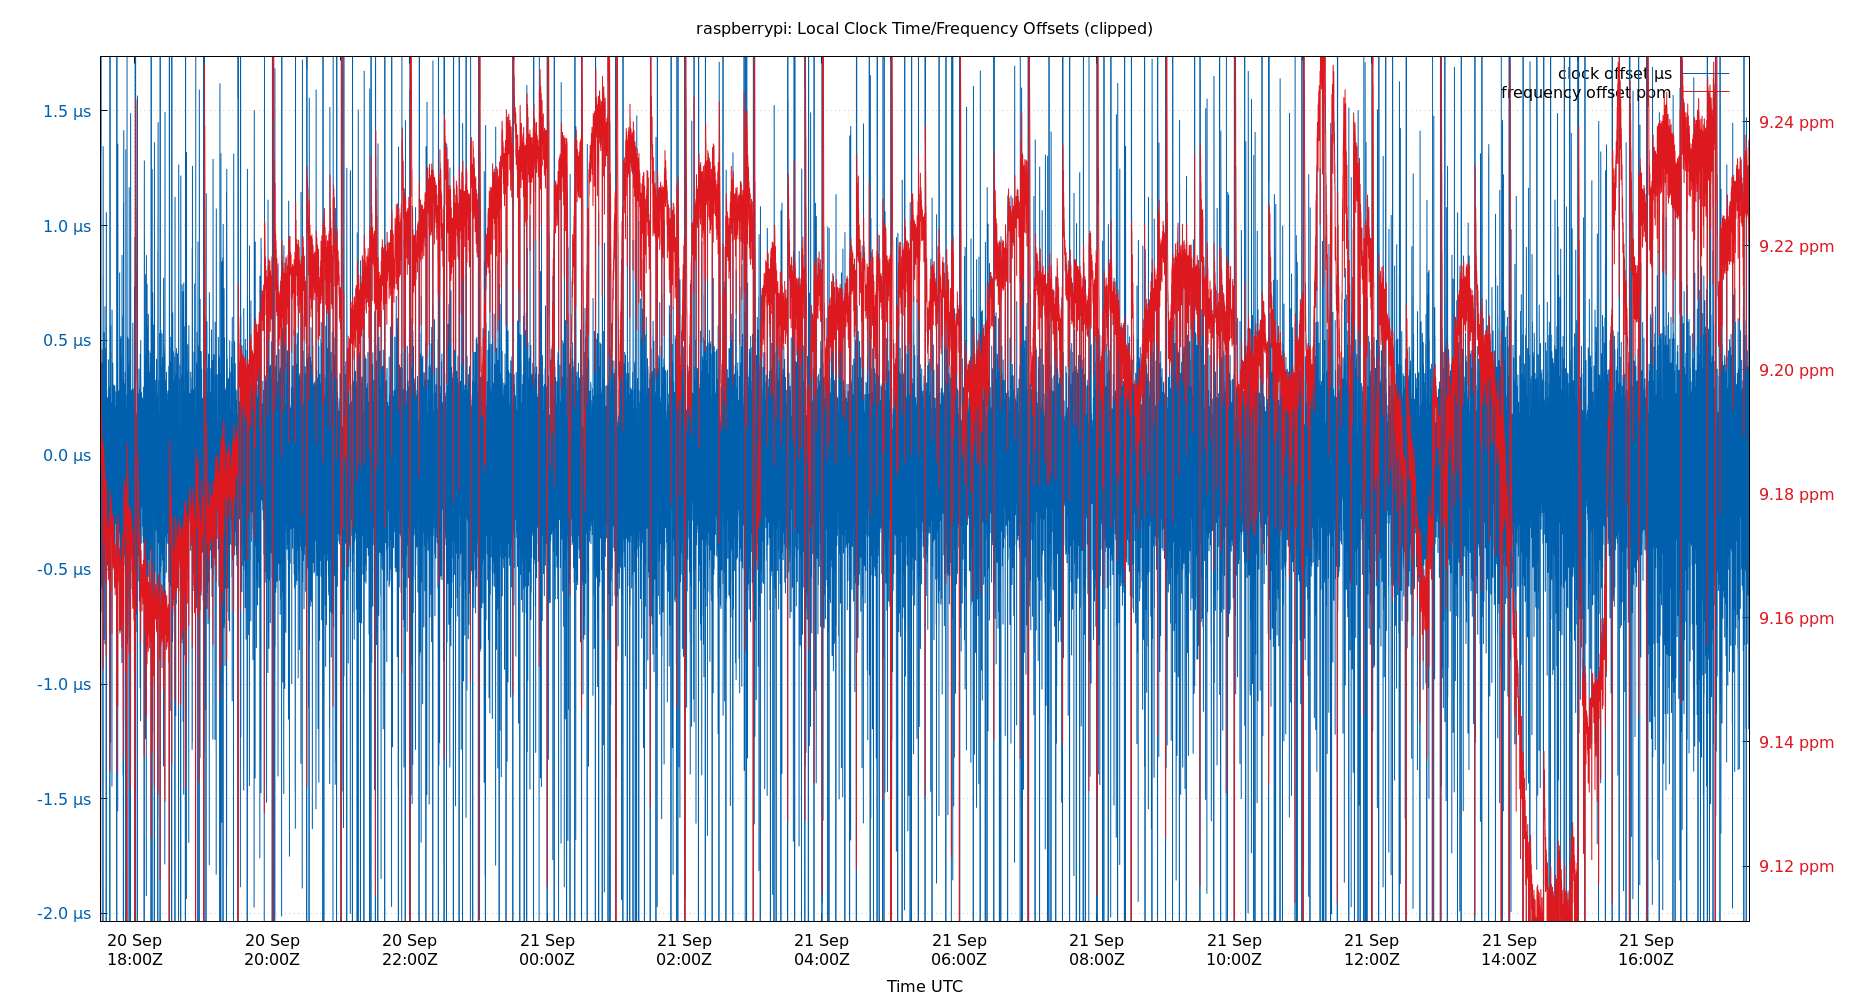 raspberrypi: Local Clock Time/Frequency Offsets (clipped)
clock offset µs
frequency offset ppm
1.5 µs
1.0 µs
0.5 µs
0.0 µs
-0.5 µs
-1.0 µs
-1.5 µs
-2.0 µs
9.24 ppm
9.22 ppm
9.20 ppm
9.18 ppm
9.16 ppm
9.14 ppm
9.12 ppm
20 Sep
18:00Z
20 Sep
20:00Z
20 Sep
22:00Z
21 Sep
00:00Z
21 Sep
02:00Z
21 Sep
04:00Z
21 Sep
06:00Z
21 Sep
08:00Z
21 Sep
10:00Z
21 Sep
12:00Z
21 Sep
14:00Z
21 Sep
16:00Z
Time UTC